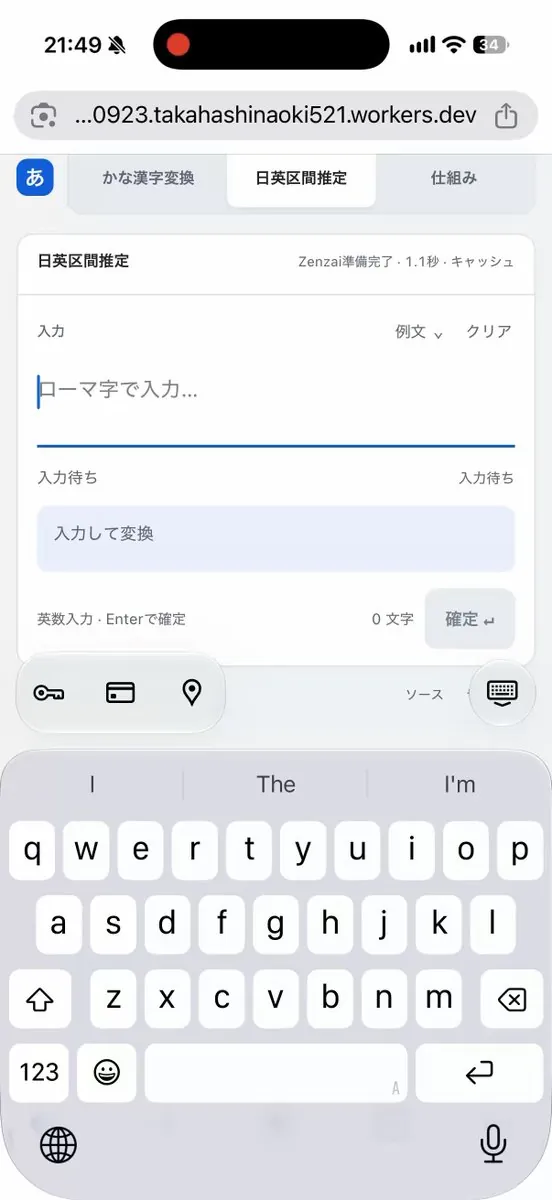 21:49
34
...0923.takahashinaoki521.workers.dev
あ
かな漢字変換 日英区間推定 仕組み
日英区間推定 Zenzai準備完了 · 1.1秒 · キャッシュ
入力 例文 クリア
ローマ字で入力...
入力待ち 入力待ち
入力して変換
英数入力 · Enterで確定 0 文字 確定 ↵
ソース
I The I'm
q w e r t y u i o p
a s d f g h j k l
z x c v b n m
123
A